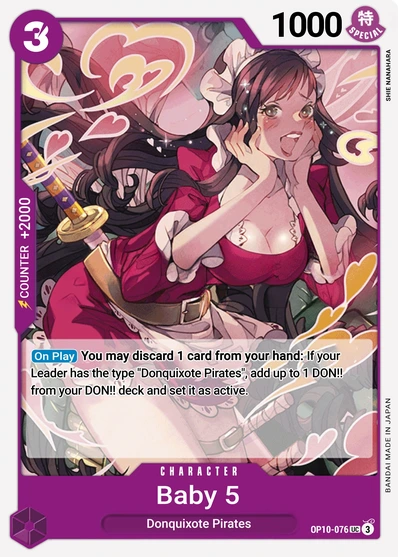 3
1000
特
SPECIAL
SHIE NANAHARA
COUNTER +2000
On Play You may discard 1 card from your hand: If your
Leader has the type "Donquixote Pirates", add up to 1 DON!!
from your DON!! deck and set it as active.
BANDAI MADE IN JAPAN
CHARACTER
Baby 5
Donquixote Pirates
OP10-076 UC 3